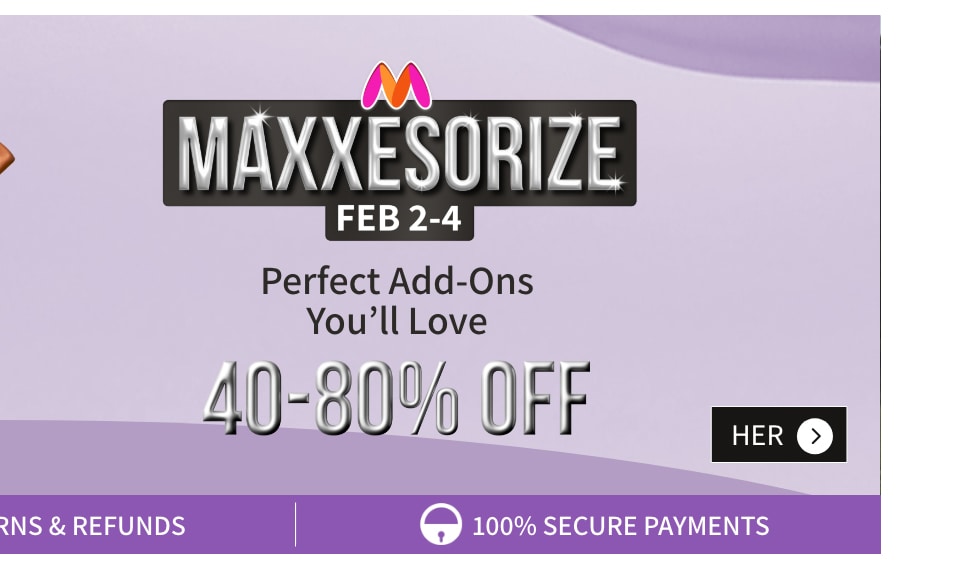 MAXXESORIZE
FEB 2-4
Perfect Add-Ons
You’ll Love
40-80% OFF
HER
RNS & REFUNDS
100% SECURE PAYMENTS